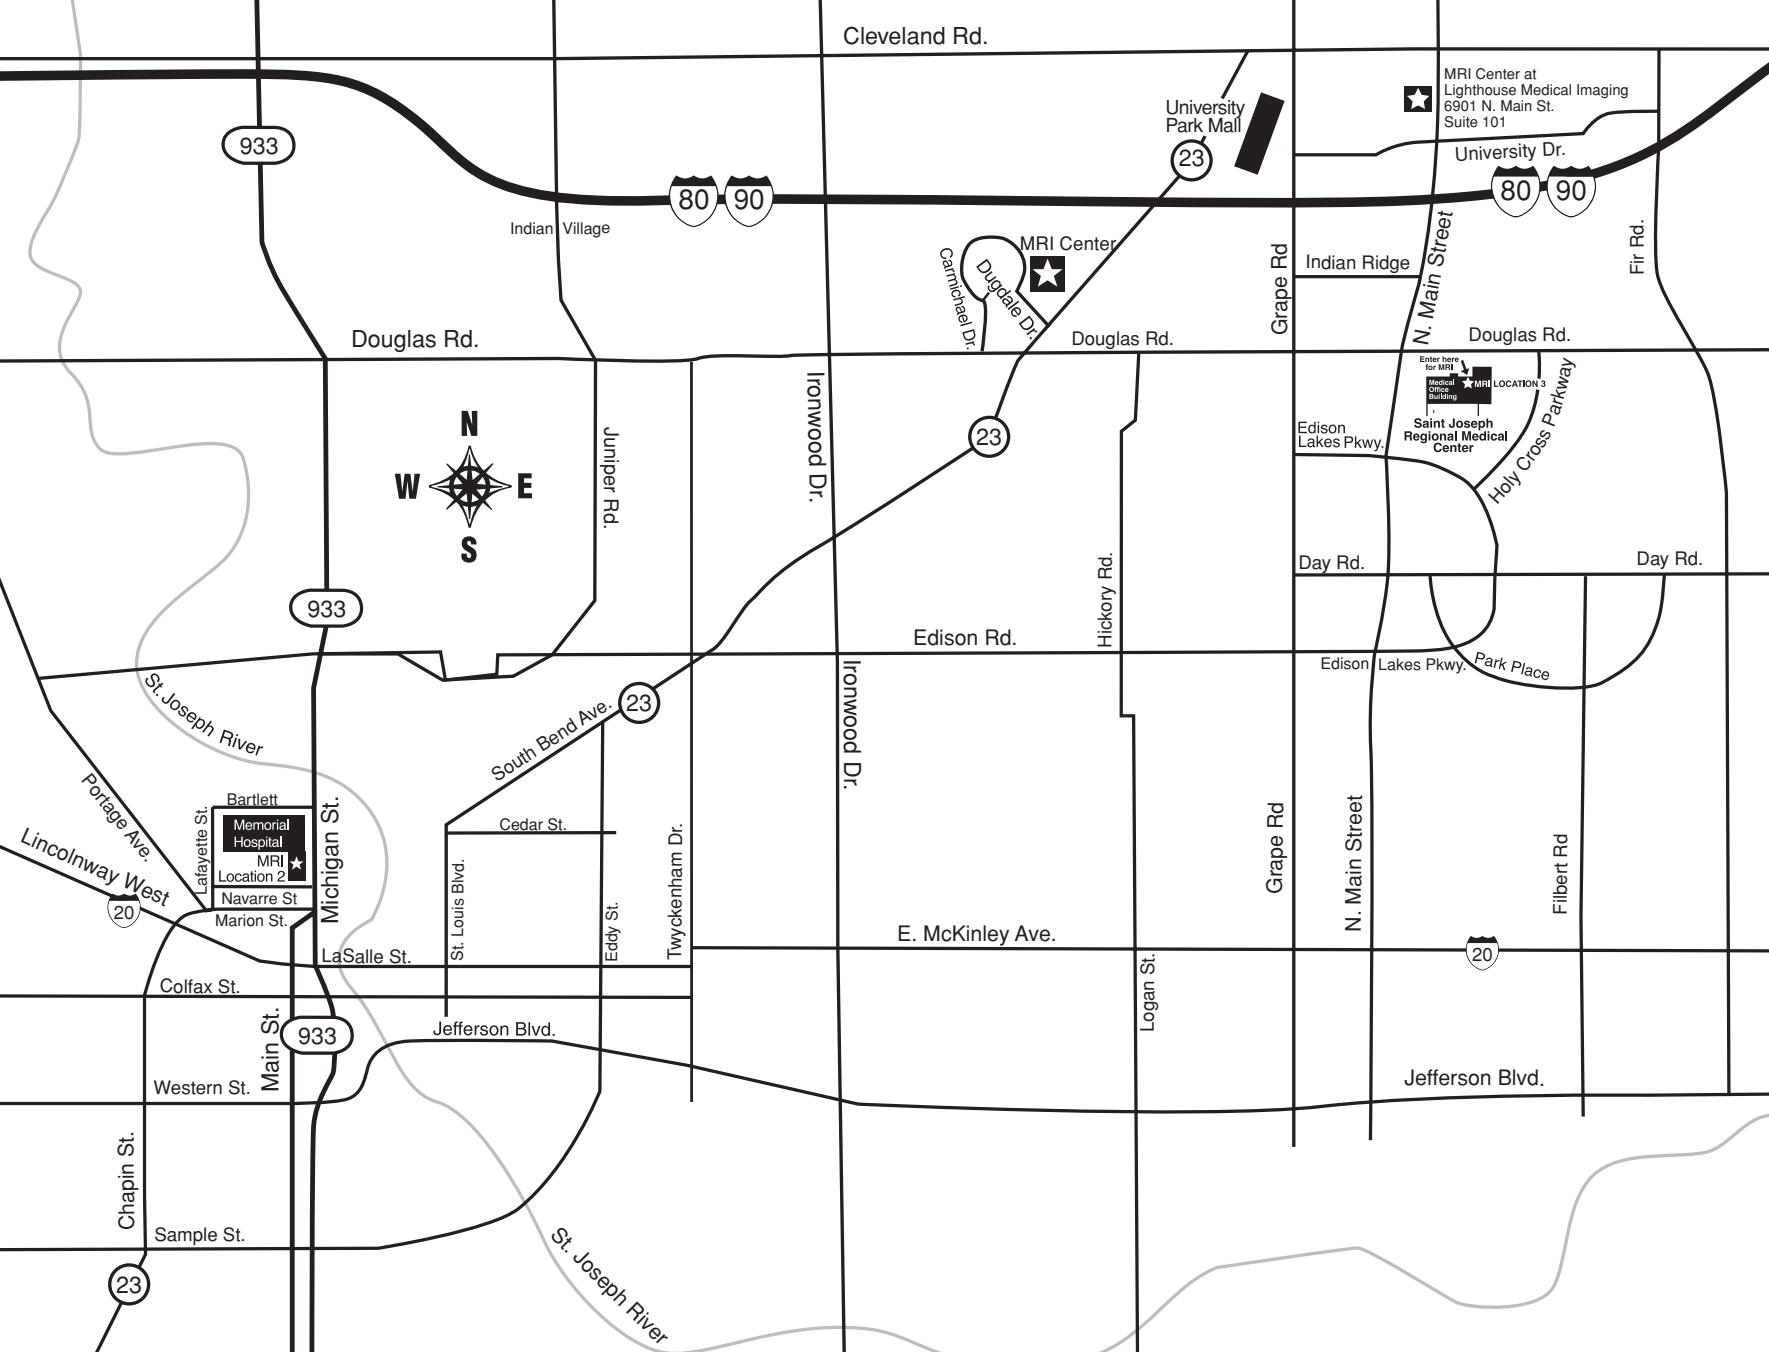 Cleveland Rd.
MRI Center at
Lighthouse Medical Imaging
6901 N. Main St.
Suite 101
University
Park Mall
933
23
University Dr.
80
90
80
90
Indian Village
MRI Center
Carmichael Dr.
Dugdale Dr.
Grape Rd
Indian Ridge
N. Main Street
Fir Rd.
Douglas Rd.
Douglas Rd.
Douglas Rd.
Enter here
for MRI
Medical
Office
Building
MRI LOCATION 3
Saint Joseph
Regional Medical
Center
Holy Cross Parkway
Ironwood Dr.
N
W
E
S
Juniper Rd.
23
Edison
Lakes Pkwy.
Hickory Rd.
Day Rd.
Day Rd.
933
Edison Rd.
Edison Lakes Pkwy.
Park Place
St. Joseph River
South Bend Ave.
23
Ironwood Dr.
Portage Ave.
Lincolnway West
20
Bartlett
Lafayette St.
Memorial
Hospital
MRI
Location 2
Navarre St
Marion St.
Michigan St.
Cedar St.
St. Louis Blvd.
Eddy St.
Twyckenham Dr.
Grape Rd
N. Main Street
Filbert Rd
E. McKinley Ave.
20
LaSalle St.
Colfax St.
Logan St.
Main St.
933
Jefferson Blvd.
Western St.
Jefferson Blvd.
Chapin St.
Sample St.
23
St. Joseph River